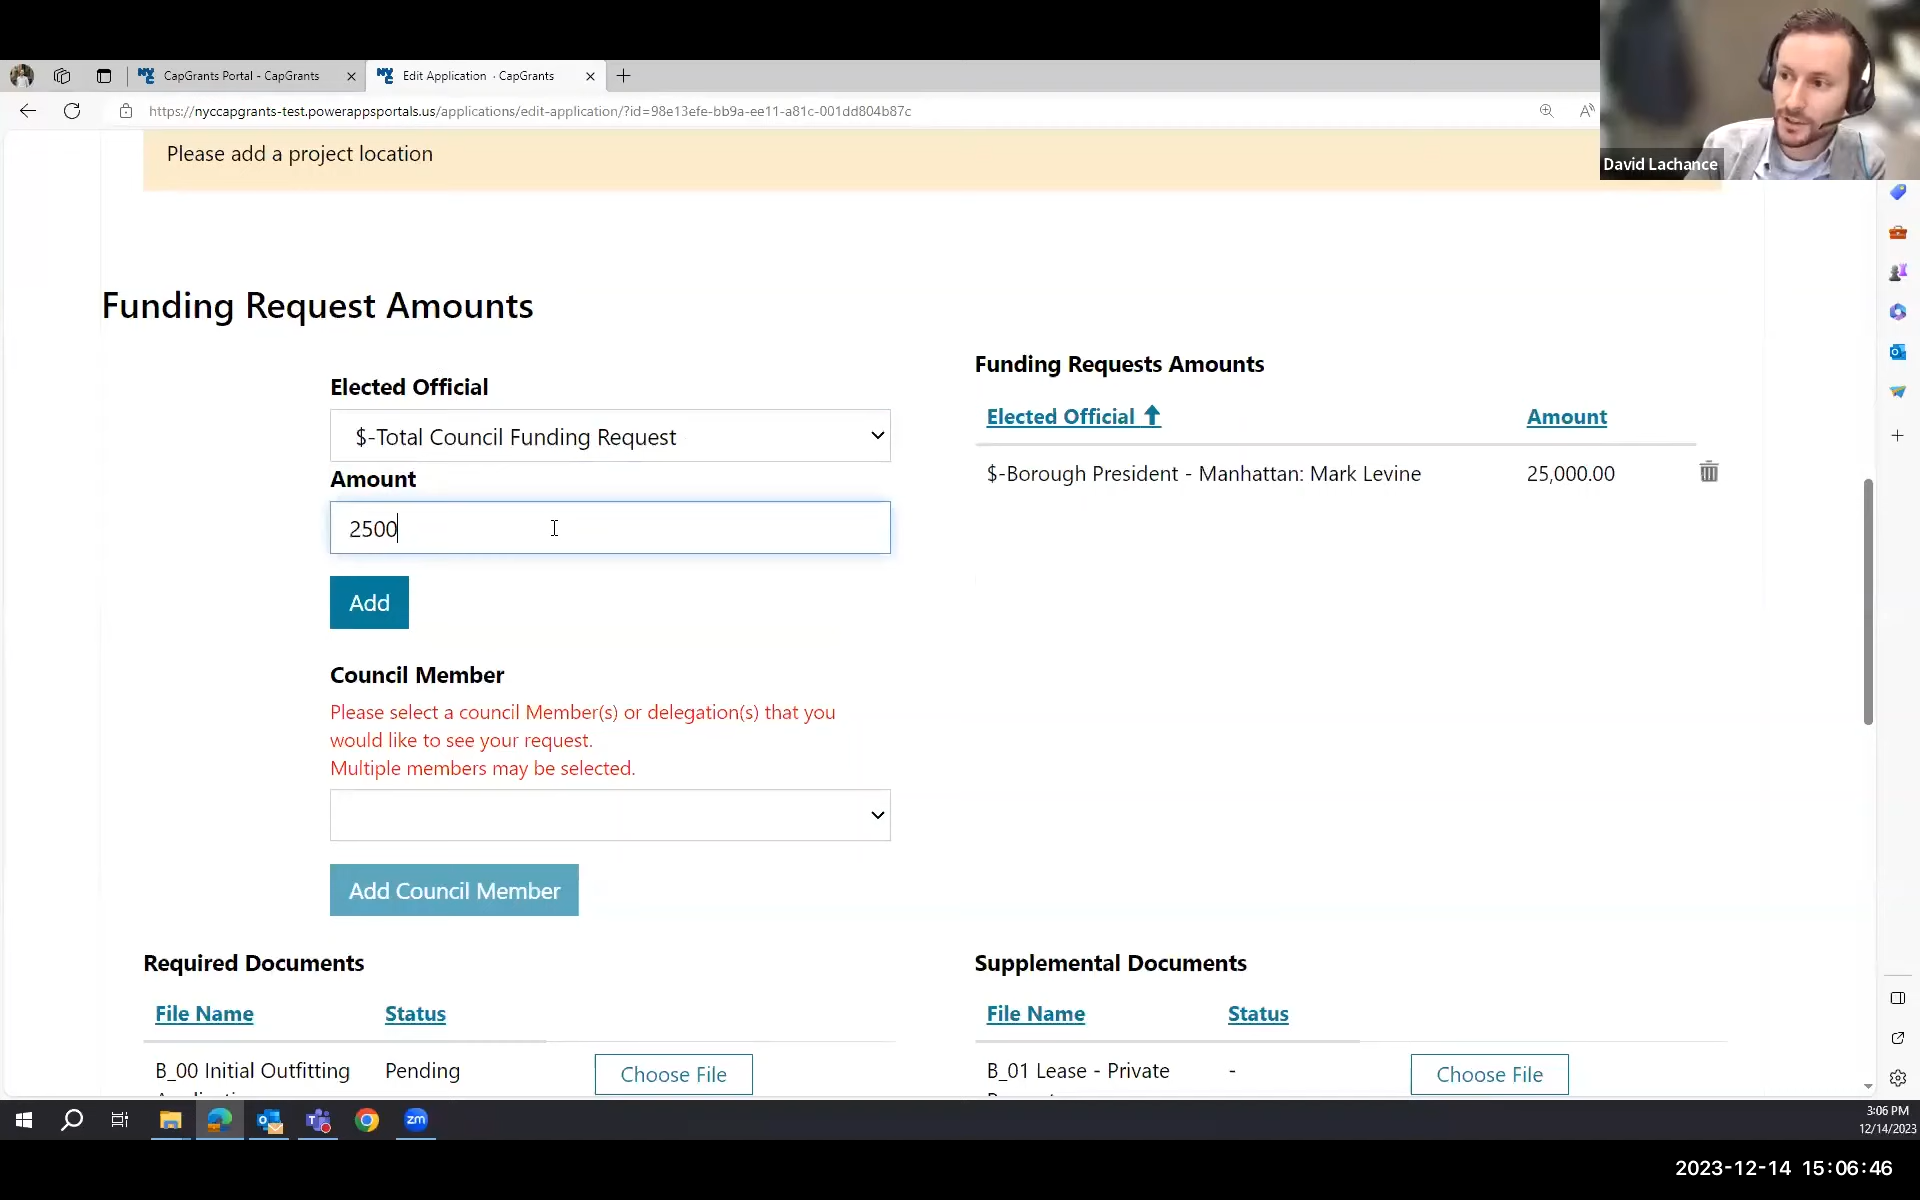 CapGrants Portal - CapGrants
Edit Application · CapGrants
https://nyccapgrants-test.powerappsportals.us/applications/edit-application/?id=98e13efe-bb9a-ee11-a81c-001dd804b87c
David Lachance
Please add a project location
Funding Request Amounts
Elected Official
$-Total Council Funding Request
Amount
2500
Add
Council Member
Please select a council Member(s) or delegation(s) that you
would like to see your request.
Multiple members may be selected.
Add Council Member
Funding Requests Amounts
Elected Official Amount
$-Borough President - Manhattan: Mark Levine 25,000.00
Required Documents
File Name Status
B_00 Initial Outfitting Pending Choose File
Supplemental Documents
File Name Status
B_01 Lease - Private - Choose File
3:06 PM
12/14/2023
2023-12-14 15:06:46